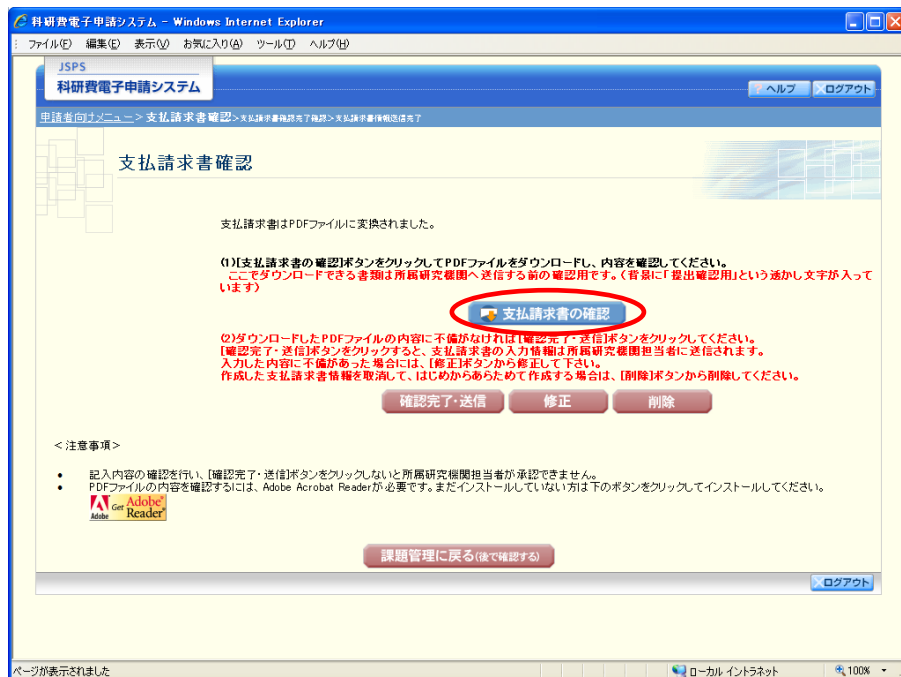 科研費電子申請システム - Windows Internet Explorer
ファイル(F) 編集(E) 表示(V) お気に入り(A) ツール(T) ヘルプ(H)
JSPS
科研費電子申請システム
? ヘルプ
ログアウト
申請者向けメニュー>支払請求書確認>支払請求書確認完了確認>支払請求書情報送信完了
支払請求書確認
支払請求書はPDFファイルに変換されました。
(1)[支払請求書の確認]ボタンをクリックしてPDFファイルをダウンロードし、内容を確認してください。
ここでダウンロードできる書類は所属研究機関へ送信する前の確認用です。(背景に「提出確認用」という透かし文字が入って
います)
支払請求書の確認
(2)ダウンロードしたPDFファイルの内容に不備がなければ[確認完了・送信]ボタンをクリックしてください。
[確認完了・送信]ボタンをクリックすると、支払請求書の入力情報は所属研究機関担当者に送信されます。
入力した内容に不備があった場合には、[修正]ボタンから修正して下さい。
作成した支払請求書情報を取消して、はじめからあらためて作成する場合は、[削除]ボタンから削除してください。
確認完了・送信 修正 削除
<注意事項>
• 記入内容の確認を行い、[確認完了・送信]ボタンをクリックしないと所属研究機関担当者が承認できません。
• PDFファイルの内容を確認するには、Adobe Acrobat Readerが必要です。まだインストールしていない方は下のボタンをクリックしてインストールしてください。
Adobe Get Adobe® Reader®
課題管理に戻る(後で確認する)
ログアウト
ページが表示されました ローカル イントラネット 100%